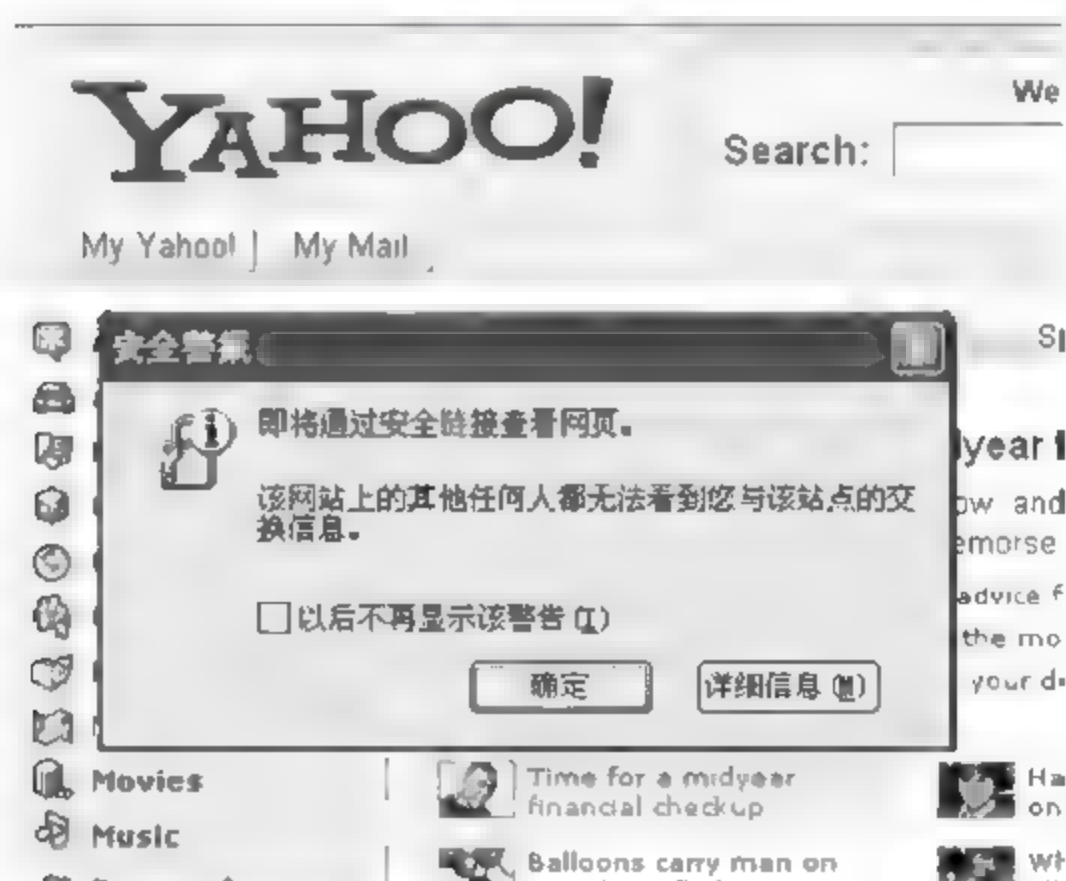 YAHOO!
We
Search:
My Yahoo! | My Mail
安全警报
即将通过安全链接查看网页。
该网站上的其他任何人都无法看到您与该站点的交
换信息。
以后不再显示该警告(I)
确定
详细信息(M)
year
ow and
emorse
advice f
the mo
your d
Movies
Music
Time for a midyear
financial checkup
Ha
on
Balloons carry man on
Wh